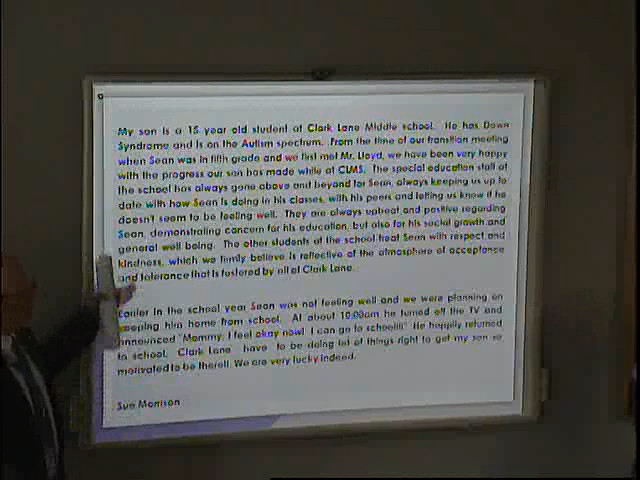 My son is a 15 year old student at Clark Lane Middle school. He has Down
Syndrome and is on the Autism spectrum. From the time of our transition meeting
when Sean was in fifth grade and we first met Mr. Lloyd, we have been very happy
with the progress our son has made while at CLMS. The special education staff at
the school has always gone above and beyond for Sean, always keeping us up to
date with how Sean is doing in his classes, with his peers and letting us know if he
doesn't seem to be feeling well. They are always upbeat and positive regarding
Sean, demonstrating concern for his education, but also for his social growth and
general well being. The other students at the school treat Sean with respect and
kindness, which we firmly believe is reflective of the atmosphere of acceptance
and tolerance that is fostered by all of Clark Lane.
Earlier in the school year Sean was not feeling well and we were planning on
keeping him home from school. At about 10:00am he turned off the TV and
announced "Mommy, I feel okay now! I can go to school!!!" He happily returned
to school. Clark Lane have to be doing lot of things right to get my son so
motivated to be there!! We are very lucky indeed.
Sue Morrison